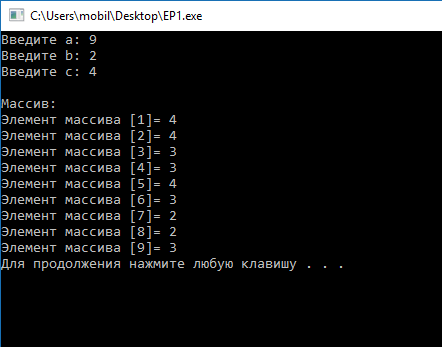 C:\Users\mobil\Desktop\EP1.exe
Введите a: 9
Введите b: 2
Введите c: 4
Массив:
Элемент массива [1]= 4
Элемент массива [2]= 4
Элемент массива [3]= 3
Элемент массива [4]= 3
Элемент массива [5]= 4
Элемент массива [6]= 3
Элемент массива [7]= 2
Элемент массива [8]= 2
Элемент массива [9]= 3
Для продолжения нажмите любую клавишу . . .